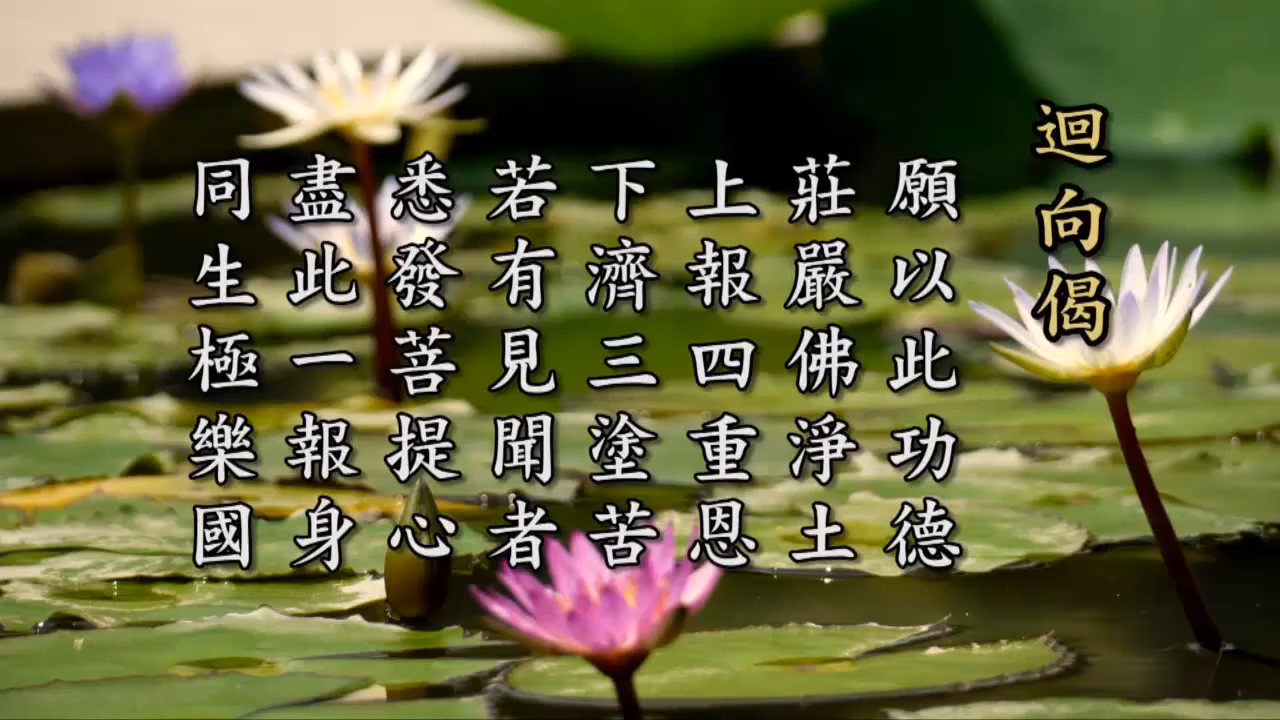 迴向偈
願以此功德
莊嚴佛淨土
上報四重恩
下濟三塗苦
若有見聞者
悉發菩提心
盡此一報身
同生極樂國